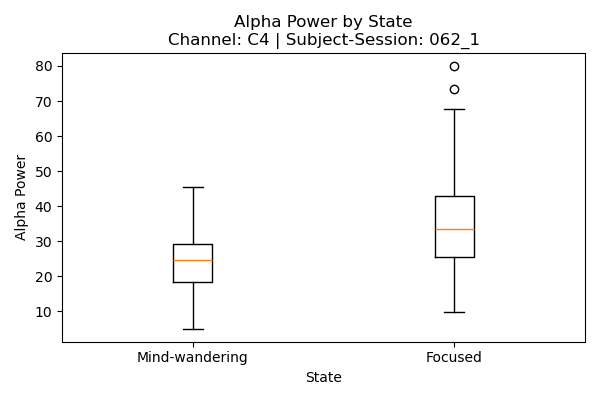 Alpha Power by State
Channel: C4 | Subject-Session: 062_1
80
70
60
50
40
30
20
10
Alpha Power
Mind-wandering
Focused
State